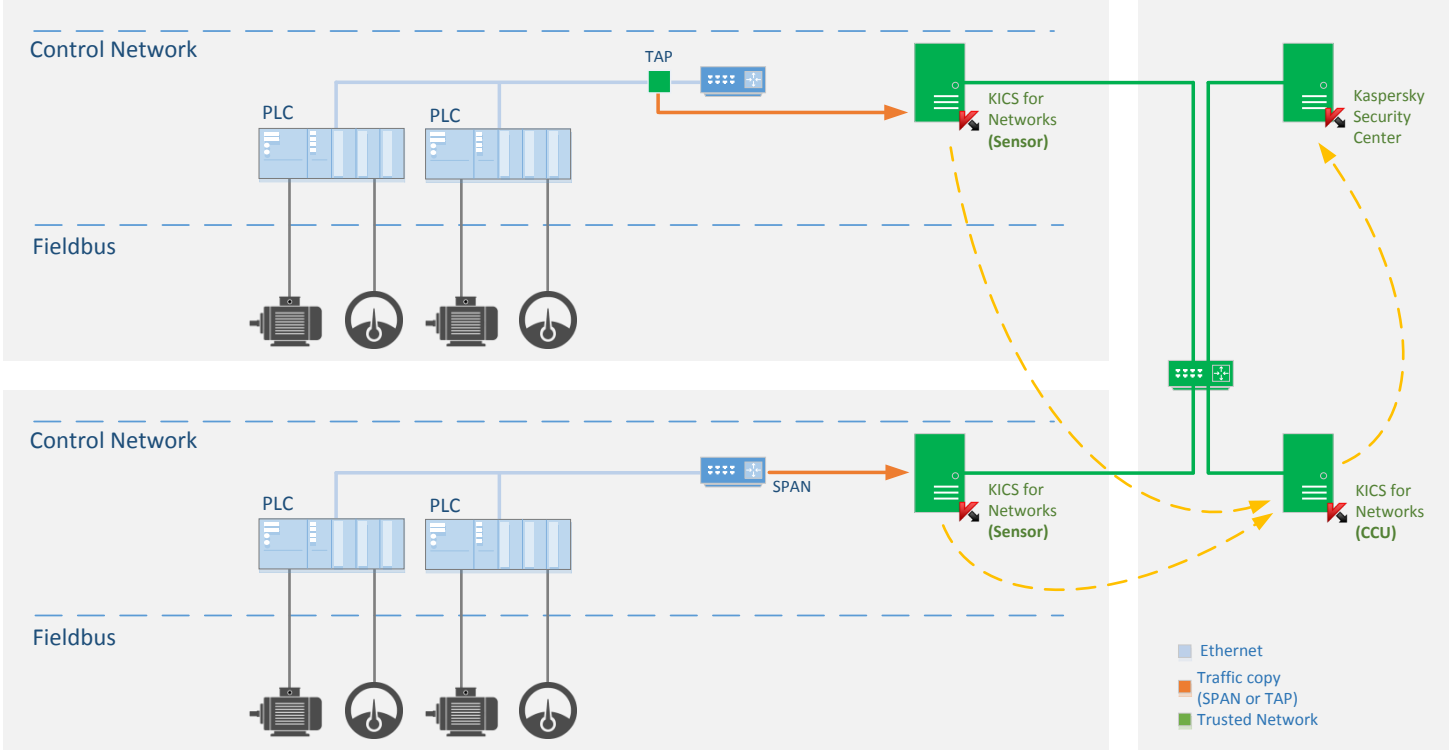 Control Network
TAP
PLC
PLC
KICS for
Networks
(Sensor)
Kaspersky
Security
Center
Fieldbus
Control Network
SPAN
PLC
PLC
KICS for
Networks
(Sensor)
KICS for
Networks
(CCU)
Fieldbus
Ethernet
Traffic copy
(SPAN or TAP)
Trusted Network